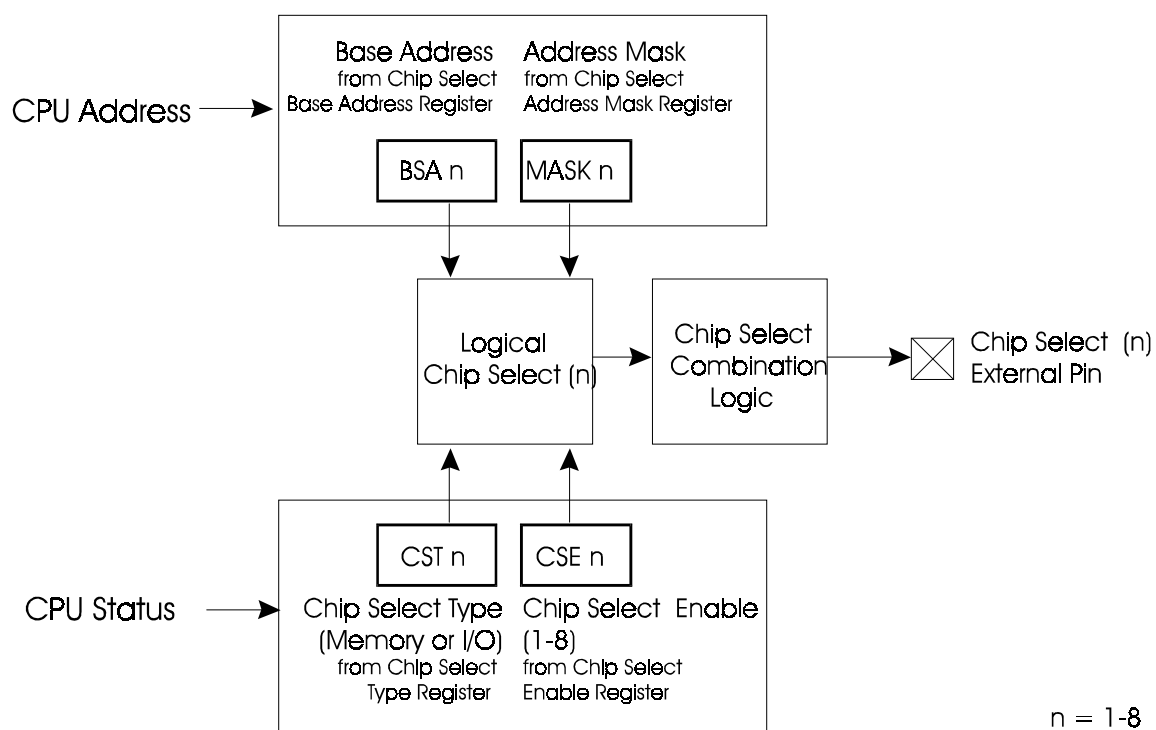 Base Address
from Chip Select
Base Address Register
Address Mask
from Chip Select
Address Mask Register
CPU Address
BSA n
MASK n
Logical
Chip Select (n)
Chip Select
Combination
Logic
Chip Select (n)
External Pin
CST n
CSE n
CPU Status
Chip Select Type
(Memory or I/O)
from Chip Select
Type Register
Chip Select Enable
(1-8)
from Chip Select
Enable Register
n = 1-8